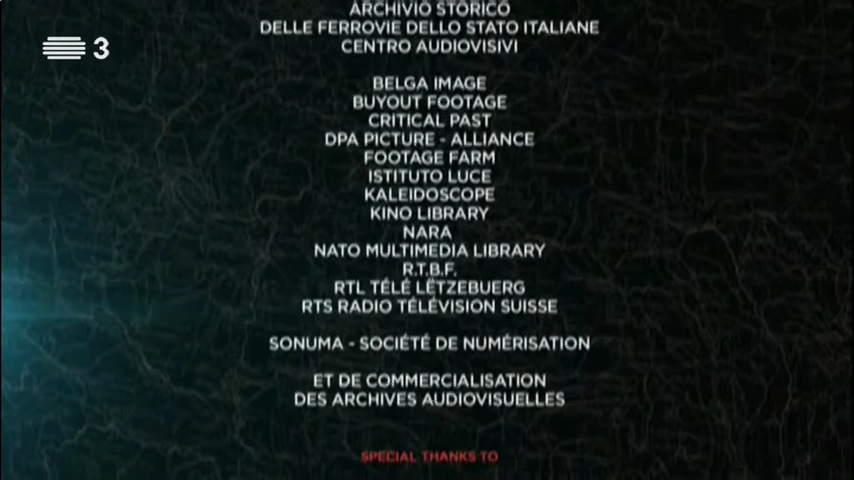 ARCHIVIO STORICO
DELLE FERROVIE DELLO STATO ITALIANE
CENTRO AUDIOVISIVI
3
BELGA IMAGE
BUYOUT FOOTAGE
CRITICAL PAST
DPA PICTURE - ALLIANCE
FOOTAGE FARM
ISTITUTO LUCE
KALEIDOSCOPE
KINO LIBRARY
NARA
NATO MULTIMEDIA LIBRARY
R.T.B.F.
RTL TÉLÉ LËTZEBUERG
RTS RADIO TÉLÉVISION SUISSE
SONUMA - SOCIÉTÉ DE NUMÉRISATION
ET DE COMMERCIALISATION
DES ARCHIVES AUDIOVISUELLES
SPECIAL THANKS TO